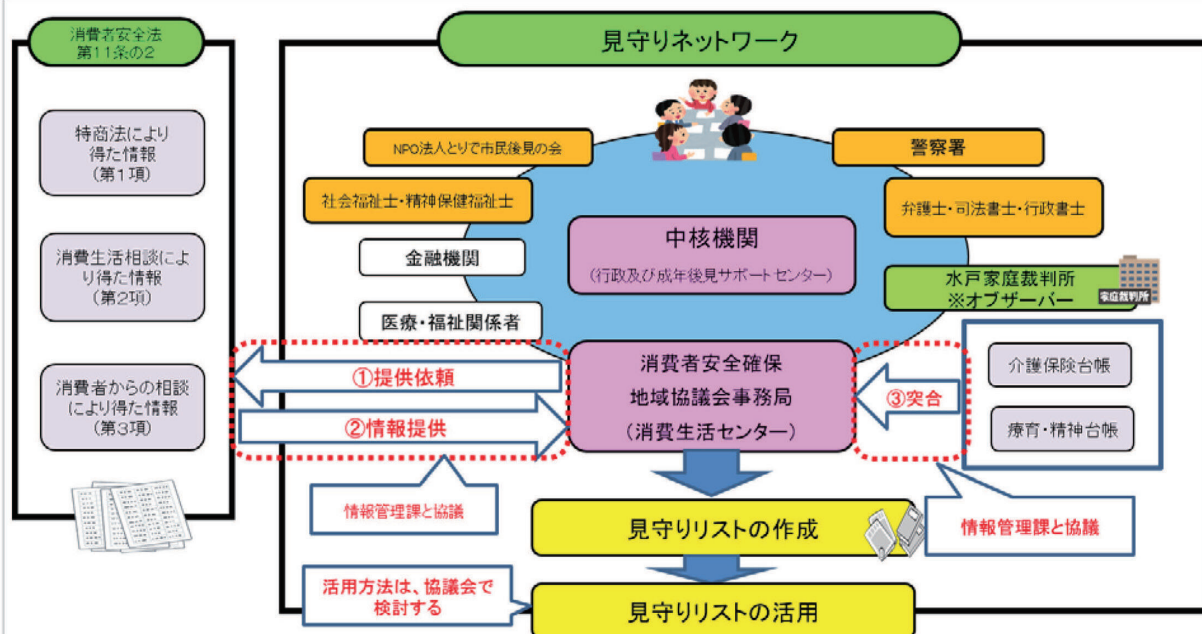 消費者安全法
第11条の2
特商法により
得た情報
(第1項)
消費生活相談によ
り得た情報
(第2項)
消費者からの相談
により得た情報
(第3項)
見守りネットワーク
NPO法人とりで市民後見の会
警察署
社会福祉士・精神保健福祉士
弁護士・司法書士・行政書士
中核機関
(行政及び成年後見サポートセンター)
金融機関
水戸家庭裁判所
※オブザーバー
家庭裁判所
医療・福祉関係者
①提供依頼
②情報提供
消費者安全確保
地域協議会事務局
(消費生活センター)
③突合
介護保険台帳
療育・精神台帳
情報管理課と協議
情報管理課と協議
見守りリストの作成
活用方法は、協議会で
検討する
見守りリストの活用